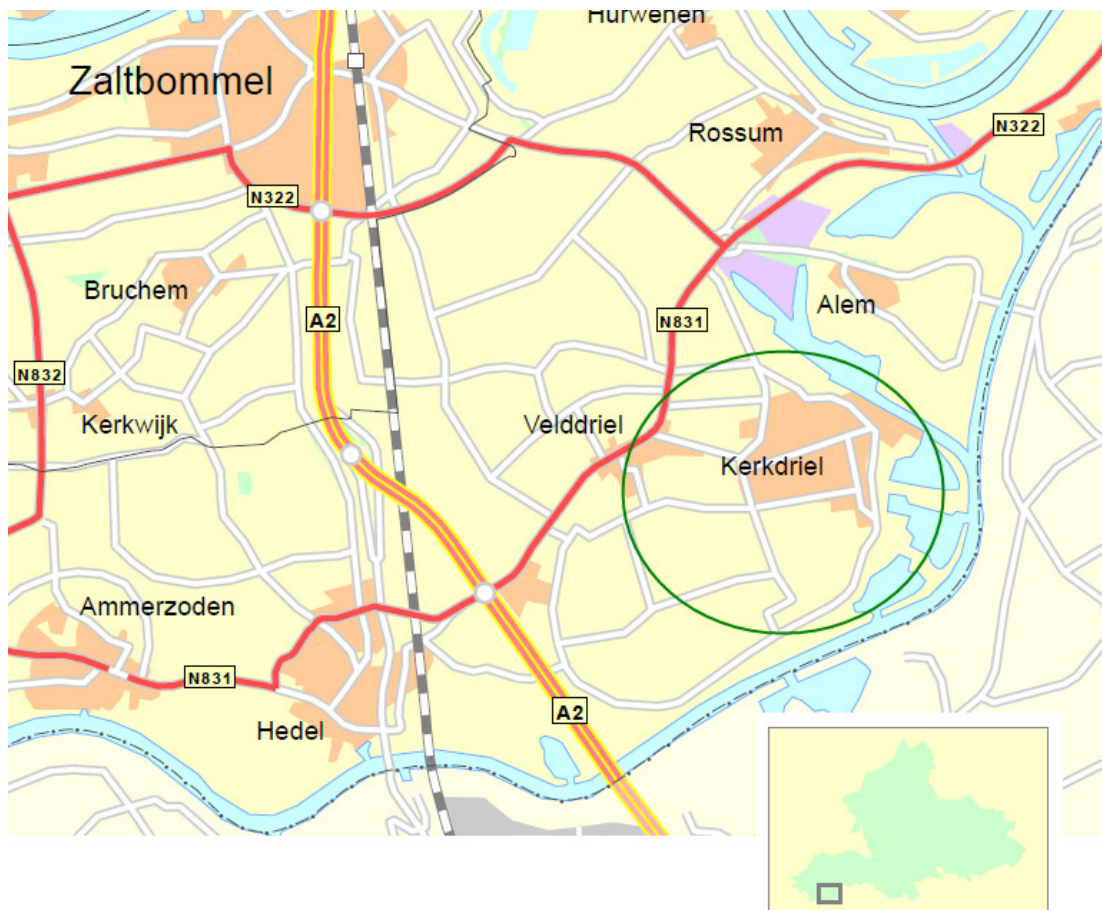 Hurwenen
Zaltbommel
Rossum
N322
N322
Bruchem
A2
N831
Alem
N832
Kerkwijk
Velddriel
Kerkdriel
Ammerzoden
N831
A2
Hedel